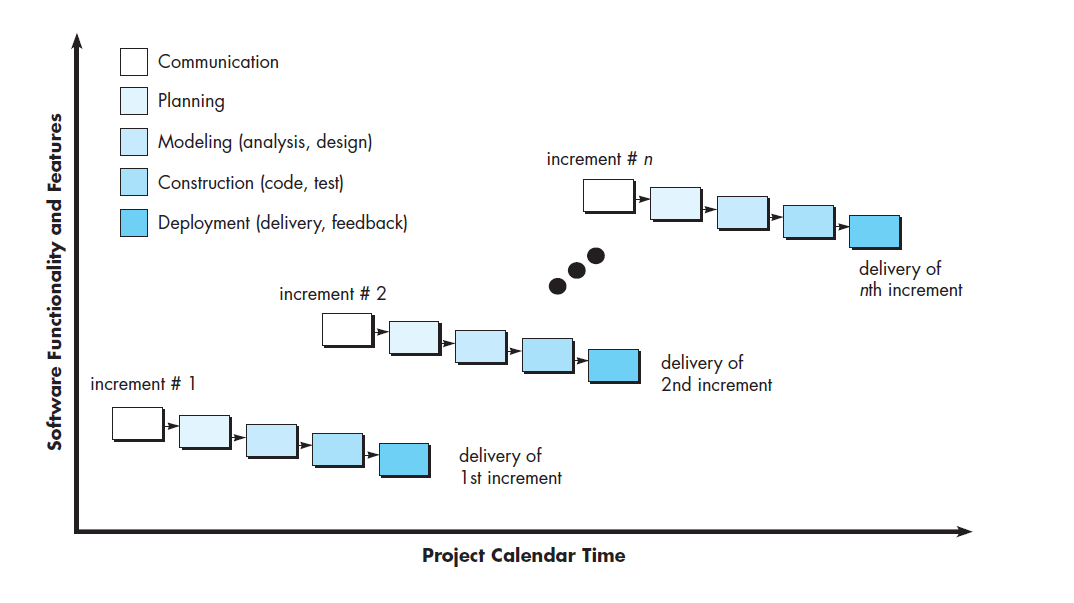 Software Functionality and Features
Communication
Planning
Modeling (analysis, design)
Construction (code, test)
Deployment (delivery, feedback)
increment # n
delivery of
nth increment
increment # 2
delivery of
2nd increment
increment # 1
delivery of
1st increment
Project Calendar Time